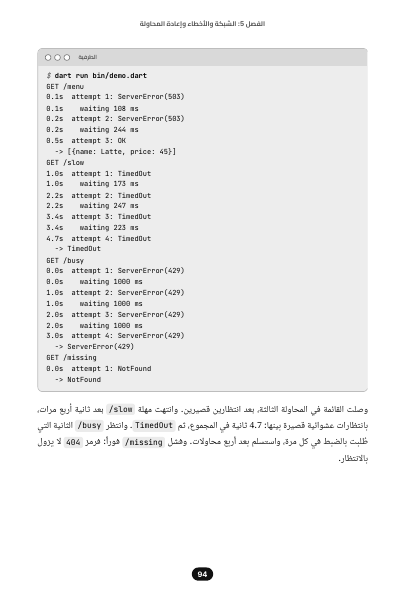 الفصل 5: الشبكة والأخطاء وإعادة المحاولة
الطرفية
$ dart run bin/demo.dart
GET /menu
0.1s  attempt 1: ServerError(503)
0.1s    waiting 108 ms
0.2s  attempt 2: ServerError(503)
0.2s    waiting 244 ms
0.5s  attempt 3: OK
  -> [{name: Latte, price: 45}]
GET /slow
1.0s  attempt 1: TimedOut
1.0s    waiting 173 ms
2.2s  attempt 2: TimedOut
2.2s    waiting 247 ms
3.4s  attempt 3: TimedOut
3.4s    waiting 223 ms
4.7s  attempt 4: TimedOut
  -> TimedOut
GET /busy
0.0s  attempt 1: ServerError(429)
0.0s    waiting 1000 ms
1.0s  attempt 2: ServerError(429)
1.0s    waiting 1000 ms
2.0s  attempt 3: ServerError(429)
2.0s    waiting 1000 ms
3.0s  attempt 4: ServerError(429)
  -> ServerError(429)
GET /missing
0.0s  attempt 1: NotFound
  -> NotFound
وصلت القائمة في المحاولة الثالثة، بعد انتظارين قصيرين. وانتهت مهلة /slow بعد ثانية أربع مرات،
بانتظارات عشوائية قصيرة بينها: 4.7 ثانية في المجموع، ثم TimedOut. وانتظر /busy الثانية التي
طُلبت بالضبط في كل مرة، واستسلم بعد أربع محاولات. وفشل /missing فورا: فرمز 404 لا يزول
بالانتظار.
94